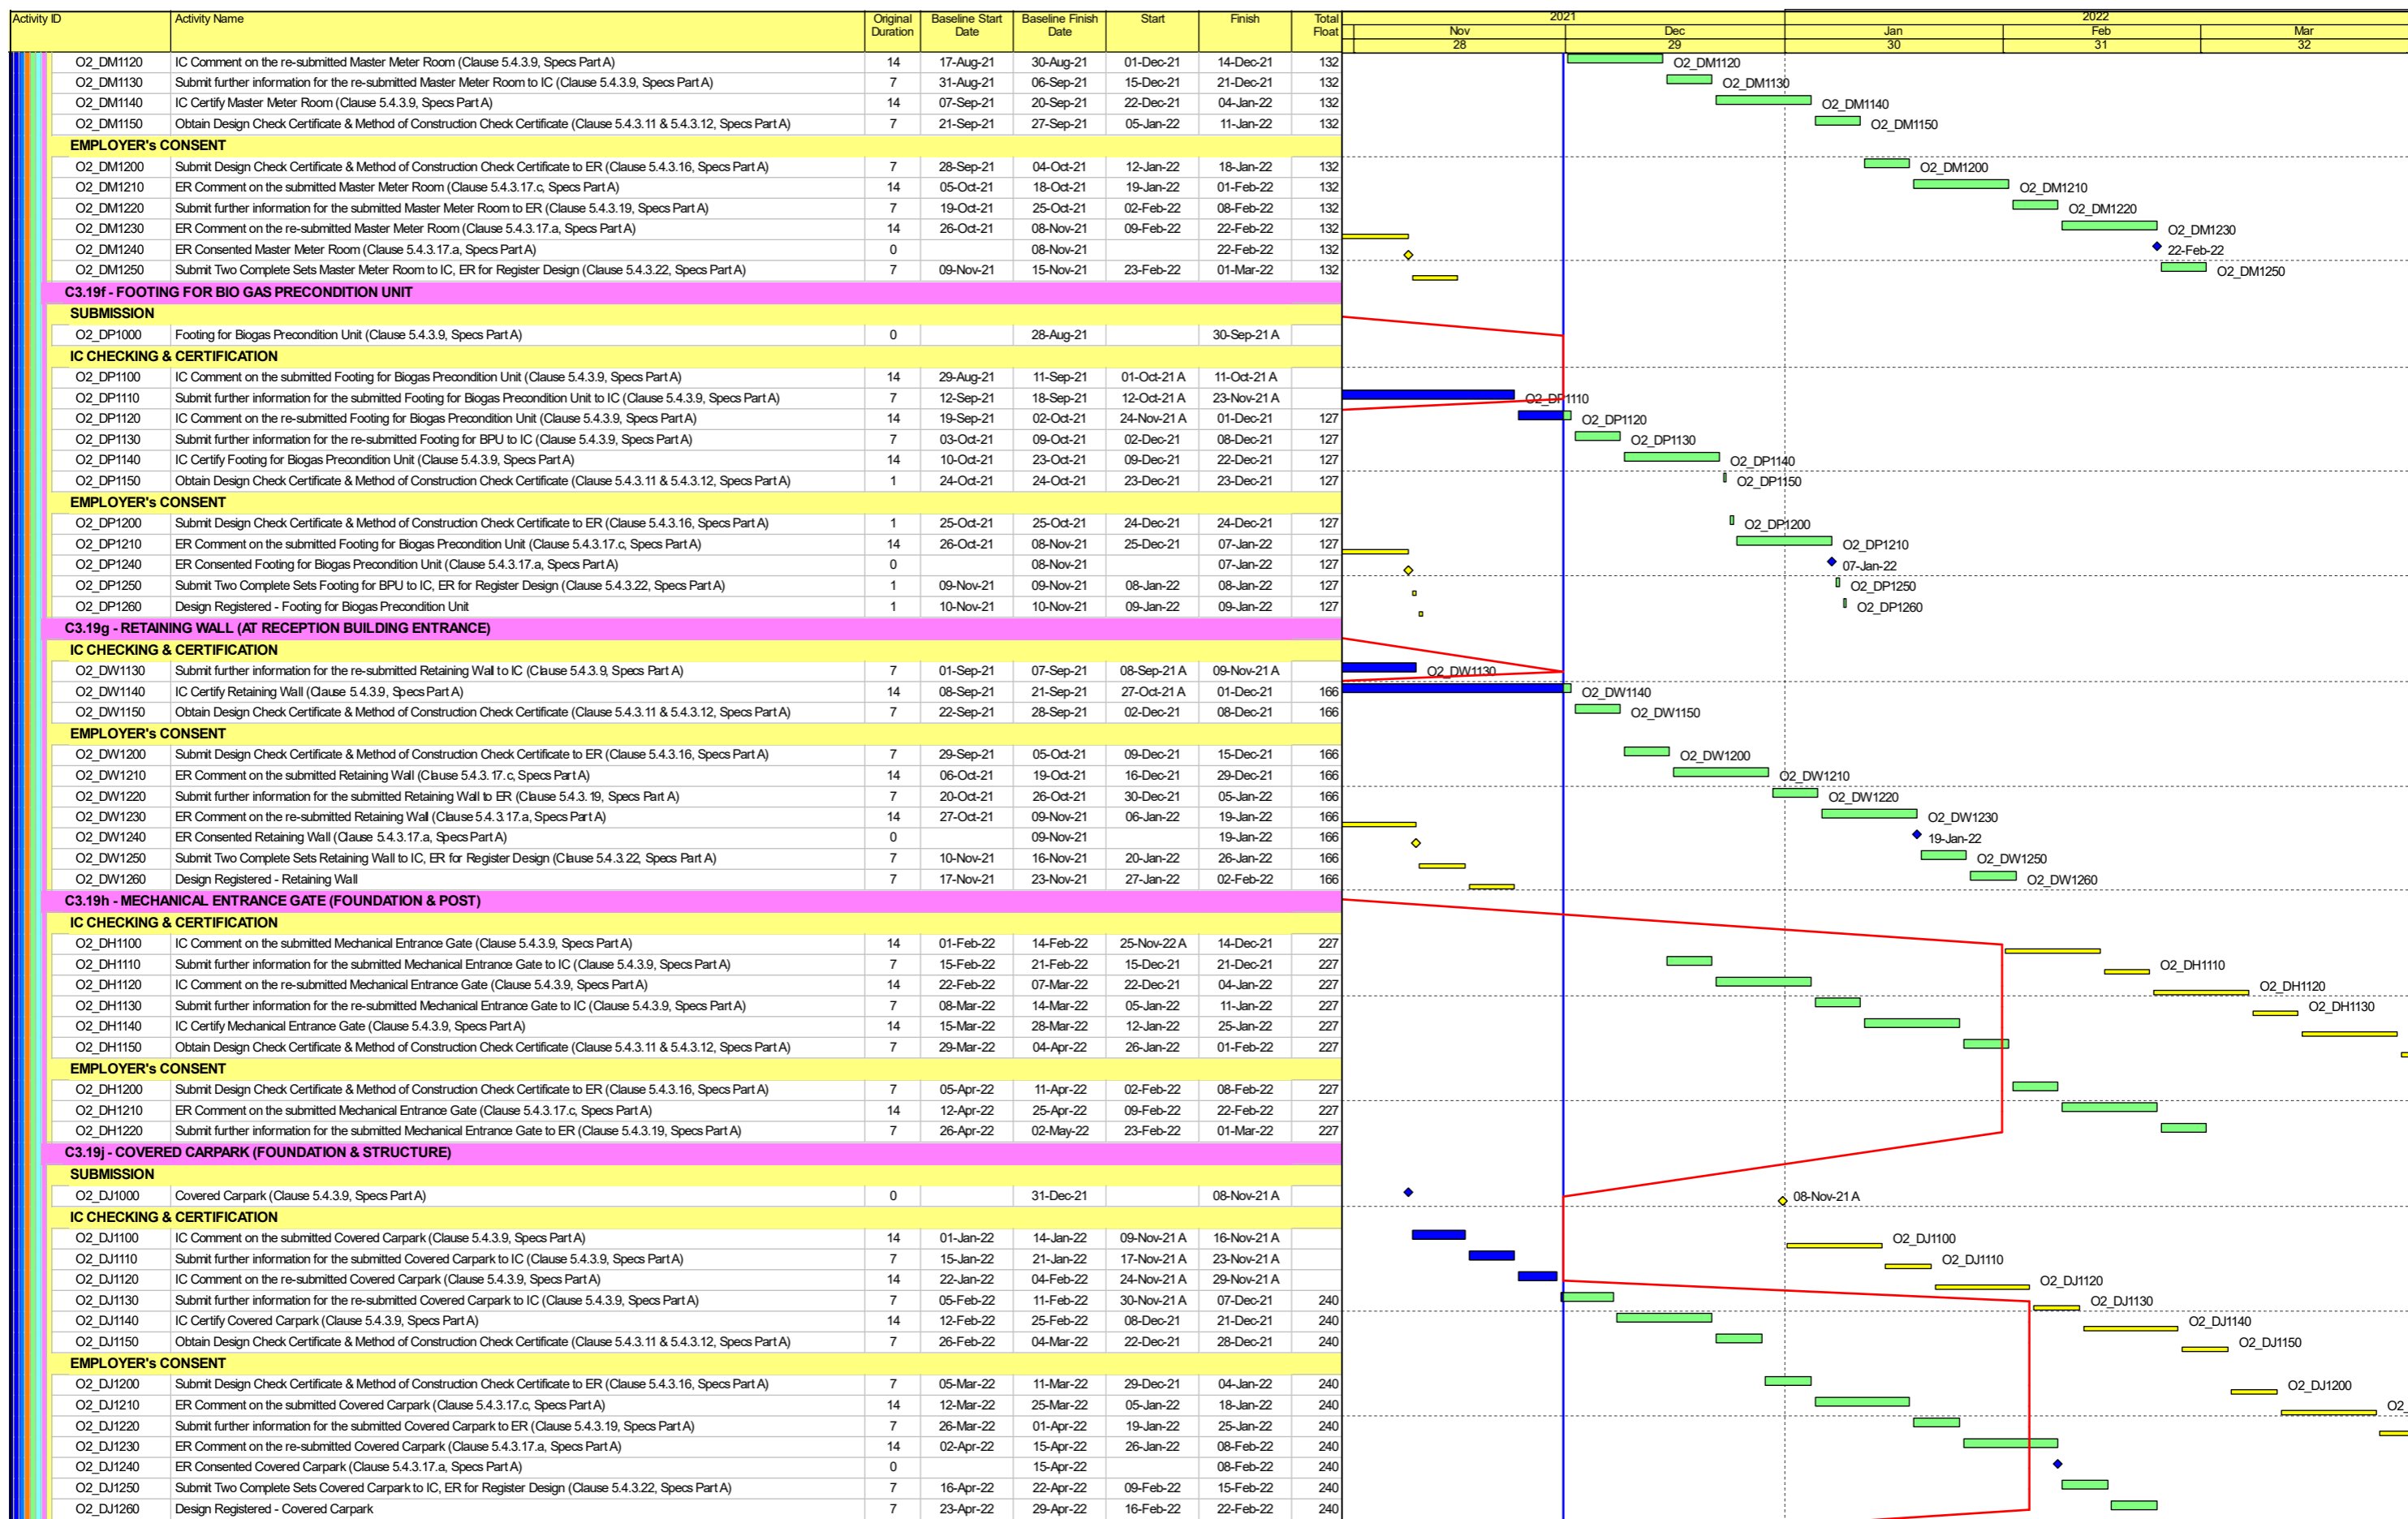 Activity ID Activity Name Original Duration Baseline Start Date Baseline Finish Date Start Finish Total Float 2021 2022
Nov Dec Jan Feb Mar
28 29 30 31 32
O2_DM1120 IC Comment on the re-submitted Master Meter Room (Clause 5.4.3.9, Specs Part A) 14 17-Aug-21 30-Aug-21 01-Dec-21 14-Dec-21 132 O2_DM1120
O2_DM1130 Submit further information for the re-submitted Master Meter Room to IC (Clause 5.4.3.9, Specs Part A) 7 31-Aug-21 06-Sep-21 15-Dec-21 21-Dec-21 132 O2_DM1130
O2_DM1140 IC Certify Master Meter Room (Clause 5.4.3.9, Specs Part A) 14 07-Sep-21 20-Sep-21 22-Dec-21 04-Jan-22 132 O2_DM1140
O2_DM1150 Obtain Design Check Certificate & Method of Construction Check Certificate (Clause 5.4.3.11 & 5.4.3.12, Specs Part A) 7 21-Sep-21 27-Sep-21 05-Jan-22 11-Jan-22 132 O2_DM1150
EMPLOYER's CONSENT
O2_DM1200 Submit Design Check Certificate & Method of Construction Check Certificate to ER (Clause 5.4.3.16, Specs Part A) 7 28-Sep-21 04-Oct-21 12-Jan-22 18-Jan-22 132 O2_DM1200
O2_DM1210 ER Comment on the submitted Master Meter Room (Clause 5.4.3.17.c, Specs Part A) 14 05-Oct-21 18-Oct-21 19-Jan-22 01-Feb-22 132 O2_DM1210
O2_DM1220 Submit further information for the submitted Master Meter Room to ER (Clause 5.4.3.19, Specs Part A) 7 19-Oct-21 25-Oct-21 02-Feb-22 08-Feb-22 132 O2_DM1220
O2_DM1230 ER Comment on the re-submitted Master Meter Room (Clause 5.4.3.17.a, Specs Part A) 14 26-Oct-21 08-Nov-21 09-Feb-22 22-Feb-22 132 O2_DM1230
O2_DM1240 ER Consented Master Meter Room (Clause 5.4.3.17.a, Specs Part A) 0 08-Nov-21 22-Feb-22 132 22-Feb-22
O2_DM1250 Submit Two Complete Sets Master Meter Room to IC, ER for Register Design (Clause 5.4.3.22, Specs Part A) 7 09-Nov-21 15-Nov-21 23-Feb-22 01-Mar-22 132 O2_DM1250
C3.19f - FOOTING FOR BIO GAS PRECONDITION UNIT
SUBMISSION
O2_DP1000 Footing for Biogas Precondition Unit (Clause 5.4.3.9, Specs Part A) 0 28-Aug-21 30-Sep-21 A
IC CHECKING & CERTIFICATION
O2_DP1100 IC Comment on the submitted Footing for Biogas Precondition Unit (Clause 5.4.3.9, Specs Part A) 14 29-Aug-21 11-Sep-21 01-Oct-21 A 11-Oct-21 A
O2_DP1110 Submit further information for the submitted Footing for Biogas Precondition Unit to IC (Clause 5.4.3.9, Specs Part A) 7 12-Sep-21 18-Sep-21 12-Oct-21 A 23-Nov-21 A O2_DP1110
O2_DP1120 IC Comment on the re-submitted Footing for Biogas Precondition Unit (Clause 5.4.3.9, Specs Part A) 14 19-Sep-21 02-Oct-21 24-Nov-21 A 01-Dec-21 127 O2_DP1120
O2_DP1130 Submit further information for the re-submitted Footing for BPU to IC (Clause 5.4.3.9, Specs Part A) 7 03-Oct-21 09-Oct-21 02-Dec-21 08-Dec-21 127 O2_DP1130
O2_DP1140 IC Certify Footing for Biogas Precondition Unit (Clause 5.4.3.9, Specs Part A) 14 10-Oct-21 23-Oct-21 09-Dec-21 22-Dec-21 127 O2_DP1140
O2_DP1150 Obtain Design Check Certificate & Method of Construction Check Certificate (Clause 5.4.3.11 & 5.4.3.12, Specs Part A) 1 24-Oct-21 24-Oct-21 23-Dec-21 23-Dec-21 127 O2_DP1150
EMPLOYER's CONSENT
O2_DP1200 Submit Design Check Certificate & Method of Construction Check Certificate to ER (Clause 5.4.3.16, Specs Part A) 1 25-Oct-21 25-Oct-21 24-Dec-21 24-Dec-21 127 O2_DP1200
O2_DP1210 ER Comment on the submitted Footing for Biogas Precondition Unit (Clause 5.4.3.17.c, Specs Part A) 14 26-Oct-21 08-Nov-21 25-Dec-21 07-Jan-22 127 O2_DP1210
O2_DP1240 ER Consented Footing for Biogas Precondition Unit (Clause 5.4.3.17.a, Specs Part A) 0 08-Nov-21 07-Jan-22 127 07-Jan-22
O2_DP1250 Submit Two Complete Sets Footing for BPU to IC, ER for Register Design (Clause 5.4.3.22, Specs Part A) 1 09-Nov-21 09-Nov-21 08-Jan-22 08-Jan-22 127 O2_DP1250
O2_DP1260 Design Registered - Footing for Biogas Precondition Unit 1 10-Nov-21 10-Nov-21 09-Jan-22 09-Jan-22 127 O2_DP1260
C3.19g - RETAINING WALL (AT RECEPTION BUILDING ENTRANCE)
IC CHECKING & CERTIFICATION
O2_DW1130 Submit further information for the re-submitted Retaining Wall to IC (Clause 5.4.3.9, Specs Part A) 7 01-Sep-21 07-Sep-21 08-Sep-21 A 09-Nov-21 A O2_DW1130
O2_DW1140 IC Certify Retaining Wall (Clause 5.4.3.9, Specs Part A) 14 08-Sep-21 21-Sep-21 27-Oct-21 A 01-Dec-21 166 O2_DW1140
O2_DW1150 Obtain Design Check Certificate & Method of Construction Check Certificate (Clause 5.4.3.11 & 5.4.3.12, Specs Part A) 7 22-Sep-21 28-Sep-21 02-Dec-21 08-Dec-21 166 O2_DW1150
EMPLOYER's CONSENT
O2_DW1200 Submit Design Check Certificate & Method of Construction Check Certificate to ER (Clause 5.4.3.16, Specs Part A) 7 29-Sep-21 05-Oct-21 09-Dec-21 15-Dec-21 166 O2_DW1200
O2_DW1210 ER Comment on the submitted Retaining Wall (Clause 5.4.3.17.c, Specs Part A) 14 06-Oct-21 19-Oct-21 16-Dec-21 29-Dec-21 166 O2_DW1210
O2_DW1220 Submit further information for the submitted Retaining Wall to ER (Clause 5.4.3.19, Specs Part A) 7 20-Oct-21 26-Oct-21 30-Dec-21 05-Jan-22 166 O2_DW1220
O2_DW1230 ER Comment on the re-submitted Retaining Wall (Clause 5.4.3.17.a, Specs Part A) 14 27-Oct-21 09-Nov-21 06-Jan-22 19-Jan-22 166 O2_DW1230
O2_DW1240 ER Consented Retaining Wall (Clause 5.4.3.17.a, Specs Part A) 0 09-Nov-21 19-Jan-22 166 19-Jan-22
O2_DW1250 Submit Two Complete Sets Retaining Wall to IC, ER for Register Design (Clause 5.4.3.22, Specs Part A) 7 10-Nov-21 16-Nov-21 20-Jan-22 26-Jan-22 166 O2_DW1250
O2_DW1260 Design Registered - Retaining Wall 7 17-Nov-21 23-Nov-21 27-Jan-22 02-Feb-22 166 O2_DW1260
C3.19h - MECHANICAL ENTRANCE GATE (FOUNDATION & POST)
IC CHECKING & CERTIFICATION
O2_DH1100 IC Comment on the submitted Mechanical Entrance Gate (Clause 5.4.3.9, Specs Part A) 14 01-Feb-22 14-Feb-22 25-Nov-22 A 14-Dec-21 227
O2_DH1110 Submit further information for the submitted Mechanical Entrance Gate to IC (Clause 5.4.3.9, Specs Part A) 7 15-Feb-22 21-Feb-22 15-Dec-21 21-Dec-21 227 O2_DH1110
O2_DH1120 IC Comment on the re-submitted Mechanical Entrance Gate (Clause 5.4.3.9, Specs Part A) 14 22-Feb-22 07-Mar-22 22-Dec-21 04-Jan-22 227 O2_DH1120
O2_DH1130 Submit further information for the re-submitted Mechanical Entrance Gate to IC (Clause 5.4.3.9, Specs Part A) 7 08-Mar-22 14-Mar-22 05-Jan-22 11-Jan-22 227 O2_DH1130
O2_DH1140 IC Certify Mechanical Entrance Gate (Clause 5.4.3.9, Specs Part A) 14 15-Mar-22 28-Mar-22 12-Jan-22 25-Jan-22 227
O2_DH1150 Obtain Design Check Certificate & Method of Construction Check Certificate (Clause 5.4.3.11 & 5.4.3.12, Specs Part A) 7 29-Mar-22 04-Apr-22 26-Jan-22 01-Feb-22 227
EMPLOYER's CONSENT
O2_DH1200 Submit Design Check Certificate & Method of Construction Check Certificate to ER (Clause 5.4.3.16, Specs Part A) 7 05-Apr-22 11-Apr-22 02-Feb-22 08-Feb-22 227
O2_DH1210 ER Comment on the submitted Mechanical Entrance Gate (Clause 5.4.3.17.c, Specs Part A) 14 12-Apr-22 25-Apr-22 09-Feb-22 22-Feb-22 227
O2_DH1220 Submit further information for the submitted Mechanical Entrance Gate to ER (Clause 5.4.3.19, Specs Part A) 7 26-Apr-22 02-May-22 23-Feb-22 01-Mar-22 227
C3.19j - COVERED CARPARK (FOUNDATION & STRUCTURE)
SUBMISSION
O2_DJ1000 Covered Carpark (Clause 5.4.3.9, Specs Part A) 0 31-Dec-21 08-Nov-21 A 08-Nov-21 A
IC CHECKING & CERTIFICATION
O2_DJ1100 IC Comment on the submitted Covered Carpark (Clause 5.4.3.9, Specs Part A) 14 01-Jan-22 14-Jan-22 09-Nov-21 A 16-Nov-21 A O2_DJ1100
O2_DJ1110 Submit further information for the submitted Covered Carpark to IC (Clause 5.4.3.9, Specs Part A) 7 15-Jan-22 21-Jan-22 17-Nov-21 A 23-Nov-21 A O2_DJ1110
O2_DJ1120 IC Comment on the re-submitted Covered Carpark (Clause 5.4.3.9, Specs Part A) 14 22-Jan-22 04-Feb-22 24-Nov-21 A 29-Nov-21 A O2_DJ1120
O2_DJ1130 Submit further information for the re-submitted Covered Carpark to IC (Clause 5.4.3.9, Specs Part A) 7 05-Feb-22 11-Feb-22 30-Nov-21 A 07-Dec-21 240 O2_DJ1130
O2_DJ1140 IC Certify Covered Carpark (Clause 5.4.3.9, Specs Part A) 14 12-Feb-22 25-Feb-22 08-Dec-21 21-Dec-21 240 O2_DJ1140
O2_DJ1150 Obtain Design Check Certificate & Method of Construction Check Certificate (Clause 5.4.3.11 & 5.4.3.12, Specs Part A) 7 26-Feb-22 04-Mar-22 22-Dec-21 28-Dec-21 240 O2_DJ1150
EMPLOYER's CONSENT
O2_DJ1200 Submit Design Check Certificate & Method of Construction Check Certificate to ER (Clause 5.4.3.16, Specs Part A) 7 05-Mar-22 11-Mar-22 29-Dec-21 04-Jan-22 240 O2_DJ1200
O2_DJ1210 ER Comment on the submitted Covered Carpark (Clause 5.4.3.17.c, Specs Part A) 14 12-Mar-22 25-Mar-22 05-Jan-22 18-Jan-22 240
O2_DJ1220 Submit further information for the submitted Covered Carpark to ER (Clause 5.4.3.19, Specs Part A) 7 26-Mar-22 01-Apr-22 19-Jan-22 25-Jan-22 240
O2_DJ1230 ER Comment on the re-submitted Covered Carpark (Clause 5.4.3.17.a, Specs Part A) 14 02-Apr-22 15-Apr-22 26-Jan-22 08-Feb-22 240
O2_DJ1240 ER Consented Covered Carpark (Clause 5.4.3.17.a, Specs Part A) 0 15-Apr-22 08-Feb-22 240
O2_DJ1250 Submit Two Complete Sets Covered Carpark to IC, ER for Register Design (Clause 5.4.3.22, Specs Part A) 7 16-Apr-22 22-Apr-22 09-Feb-22 15-Feb-22 240
O2_DJ1260 Design Registered - Covered Carpark 7 23-Apr-22 29-Apr-22 16-Feb-22 22-Feb-22 240